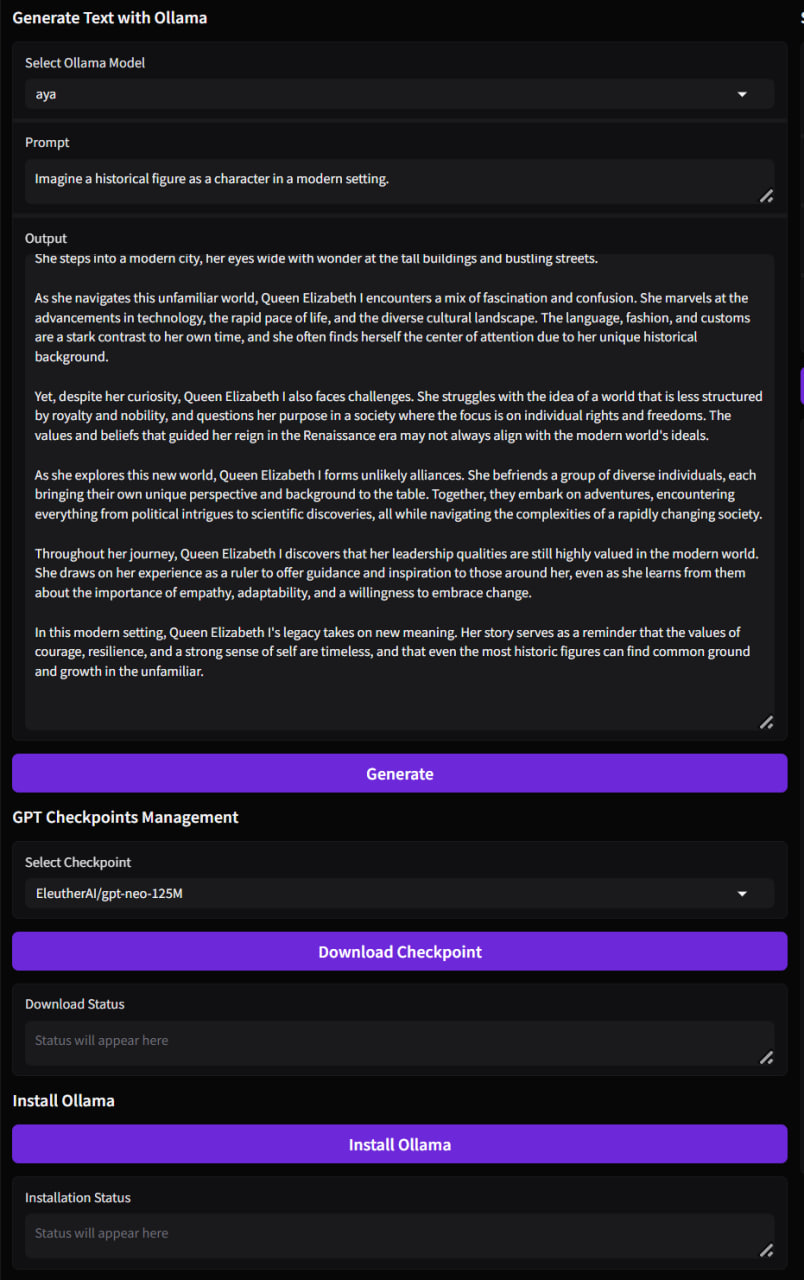 Generate Text with Ollama
Select Ollama Model
aya
Prompt
Imagine a historical figure as a character in a modern setting.
Output
She steps into a modern city, her eyes wide with wonder at the tall buildings and bustling streets.
As she navigates this unfamiliar world, Queen Elizabeth I encounters a mix of fascination and confusion. She marvels at the
advancements in technology, the rapid pace of life, and the diverse cultural landscape. The language, fashion, and customs
are a stark contrast to her own time, and she often finds herself the center of attention due to her unique historical
background.
Yet, despite her curiosity, Queen Elizabeth I also faces challenges. She struggles with the idea of a world that is less structured
by royalty and nobility, and questions her purpose in a society where the focus is on individual rights and freedoms. The
values and beliefs that guided her reign in the Renaissance era may not always align with the modern world's ideals.
As she explores this new world, Queen Elizabeth I forms unlikely alliances. She befriends a group of diverse individuals, each
bringing their own unique perspective and background to the table. Together, they embark on adventures, encountering
everything from political intrigues to scientific discoveries, all while navigating the complexities of a rapidly changing society.
Throughout her journey, Queen Elizabeth I discovers that her leadership qualities are still highly valued in the modern world.
She draws on her experience as a ruler to offer guidance and inspiration to those around her, even as she learns from them
about the importance of empathy, adaptability, and a willingness to embrace change.
In this modern setting, Queen Elizabeth I's legacy takes on new meaning. Her story serves as a reminder that the values of
courage, resilience, and a strong sense of self are timeless, and that even the most historic figures can find common ground
and growth in the unfamiliar.
Generate
GPT Checkpoints Management
Select Checkpoint
EleutherAI/gpt-neo-125M
Download Checkpoint
Download Status
Status will appear here
Install Ollama
Install Ollama
Installation Status
Status will appear here